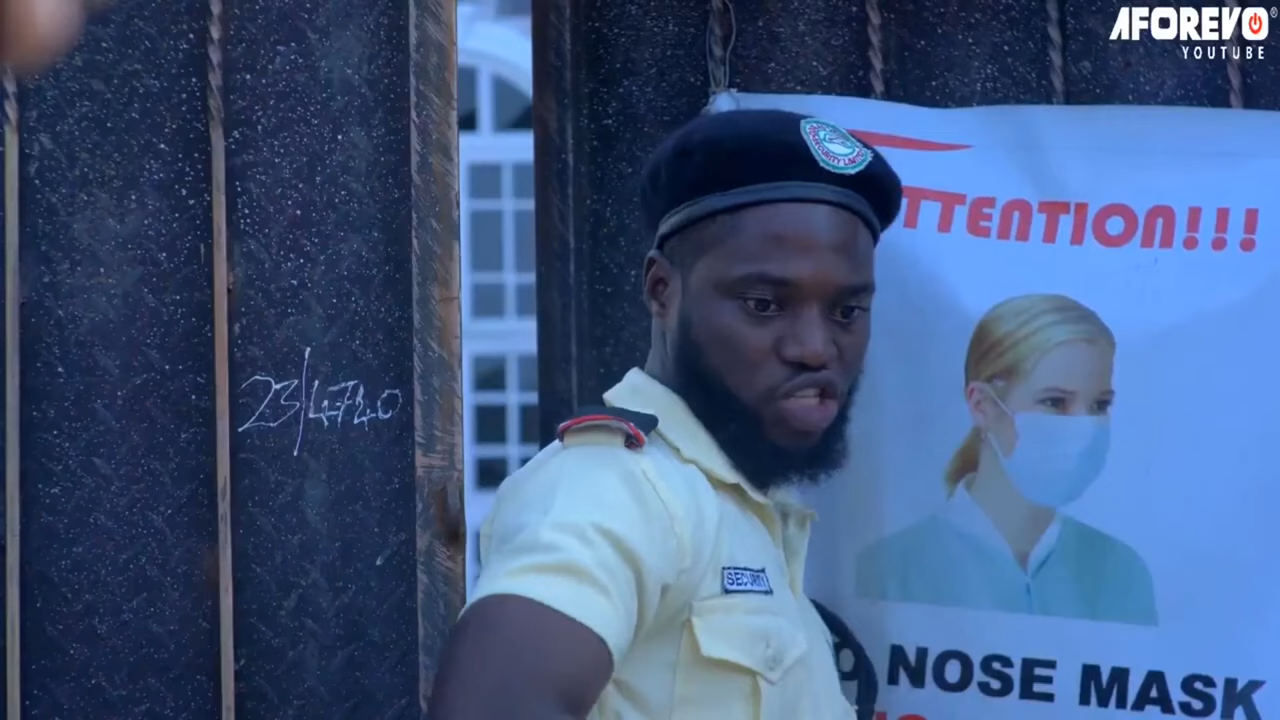 AFOREVO
YOUTUBE
TTENTION!!!
23/4740
SECURITY
NOSE MASK